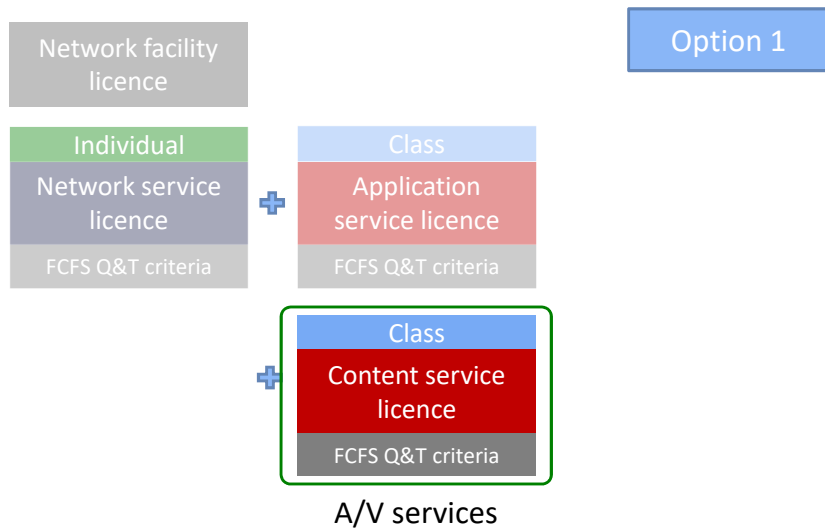 Option 1
Network facility
licence
Individual
Network service
licence
FCFS Q&T criteria
Class
Application
service licence
FCFS Q&T criteria
Class
Content service
licence
FCFS Q&T criteria
A/V services